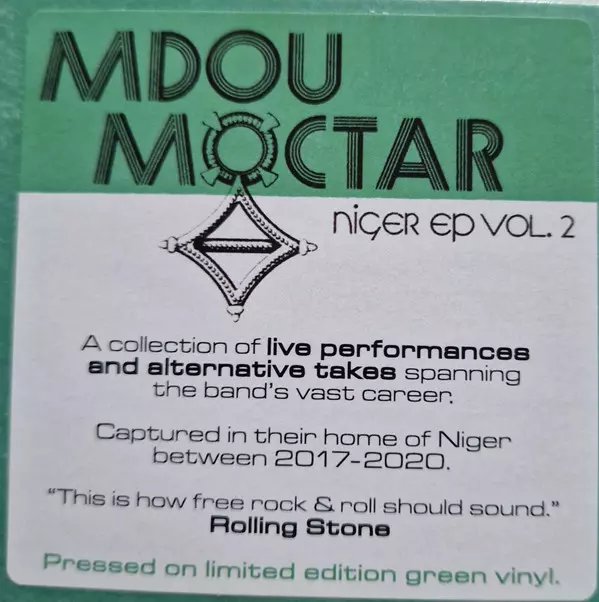 MDOU
MOCTAR
NIGER EP VOL. 2
A collection of live performances
and alternative takes spanning
the band's vast career.
Captured in their home of Niger
between 2017-2020.
"This is how free rock & roll should sound."
Rolling Stone
Pressed on limited edition green vinyl.